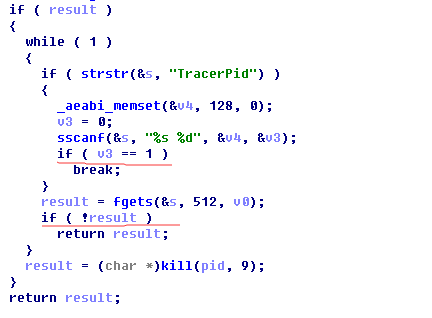 if ( result )
{
while ( 1 )
{
if ( strstr(&s, "TracerPid") )
{
_aeabi_memset(&v4, 128, 0);
v3 = 0;
sscanf(&s, "%s %d", &v4, &v3);
if ( v3 == 1 )
break;
}
result = fgets(&s, 512, v0);
if ( !result )
return result;
}
result = (char *)kill(pid, 9);
}
return result;